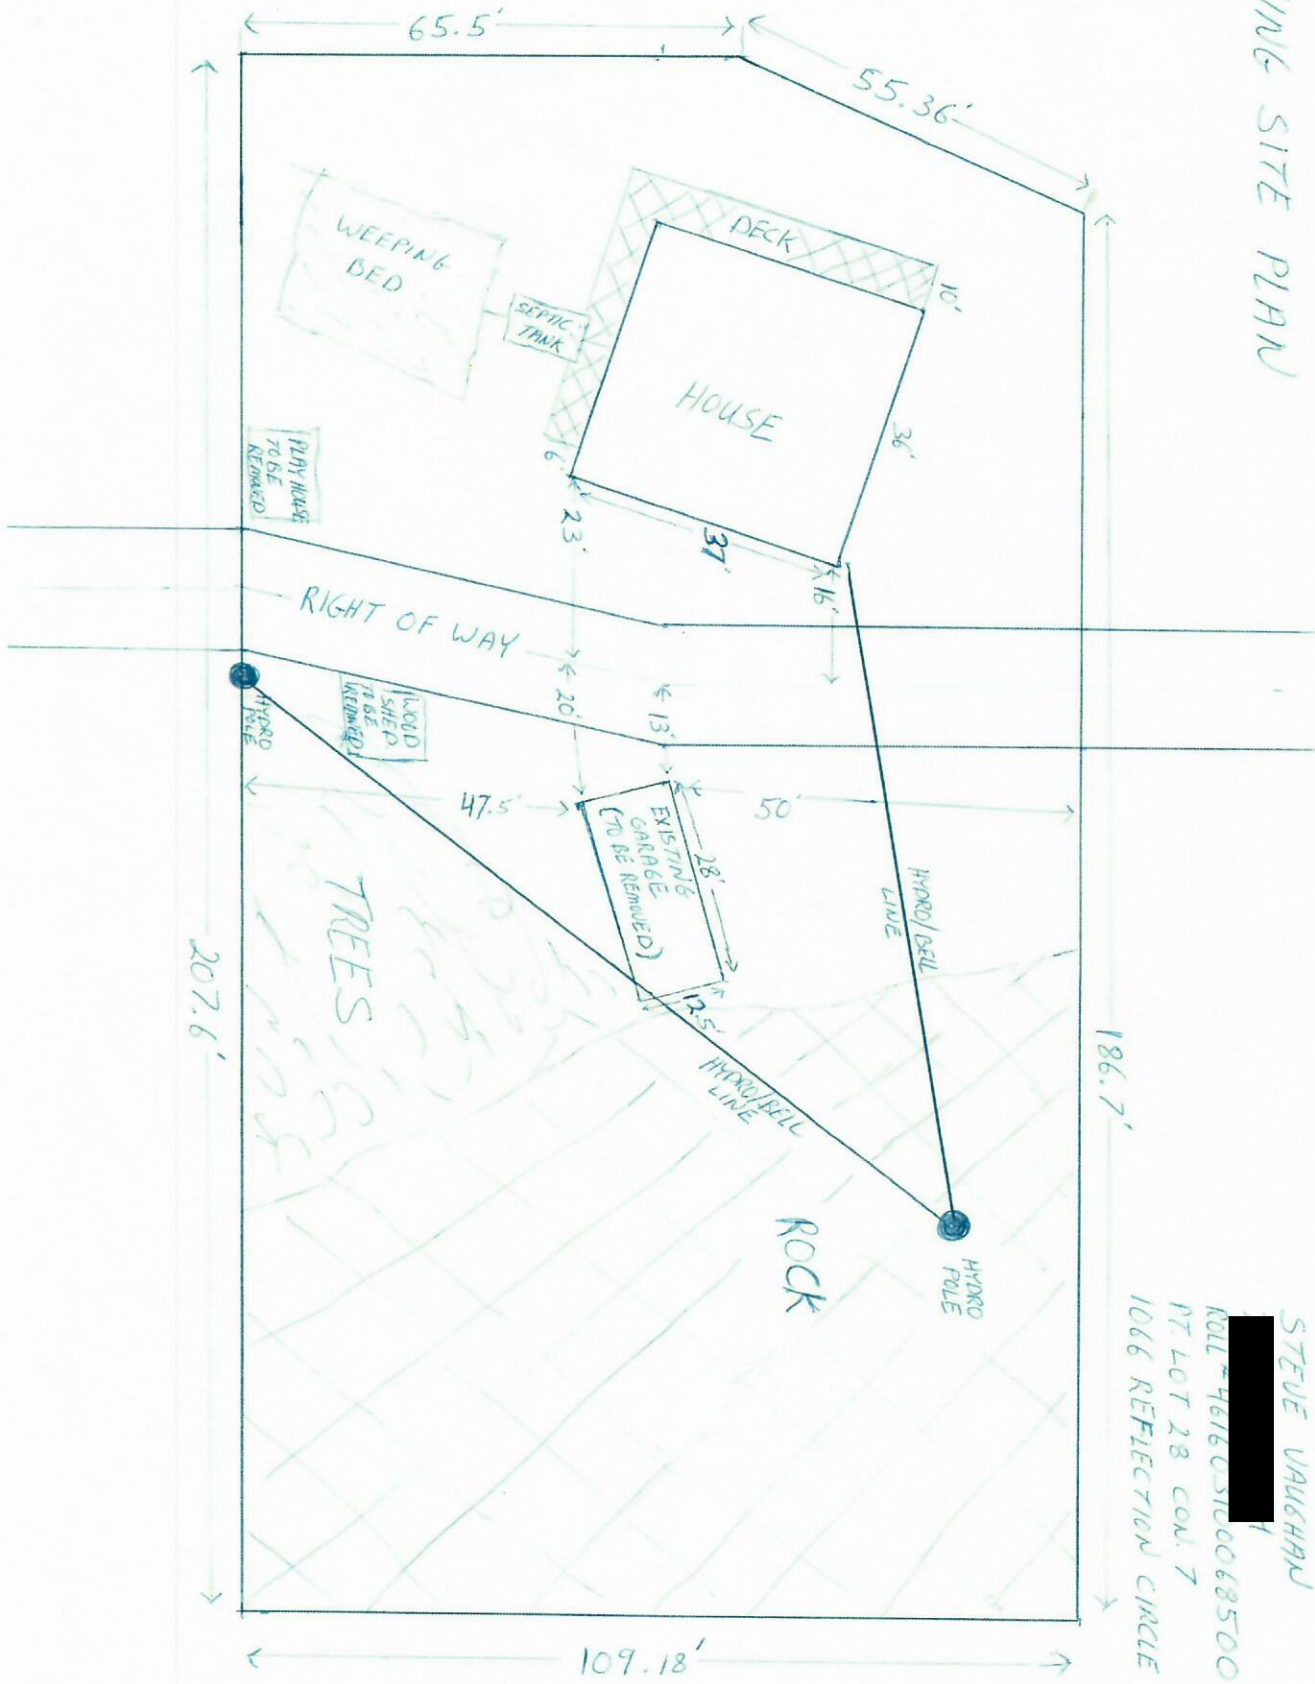 ING SITE PLAN
STEVE VAUGHAN
PT. LOT 28 CON. 7
1066 REFLECTION CIRCLE
65.5'
55.36'
WEEPING
BED
SEPTIC
TANK
DECK
10'
HOUSE
36'
6'
37'
23'
16'
PLAY HOUSE
TO BE
REMOVED
RIGHT OF WAY
HYDRO
POLE
WOOD
SHED
TO BE
REMOVED
20'
13'
47.5'
50'
EXISTING
GARAGE
(TO BE REMOVED)
28'
12.5'
HYDRO/BELL
LINE
TREES
HYDRO/BELL
LINE
207.6'
186.7'
ROCK
HYDRO
POLE
109.18'